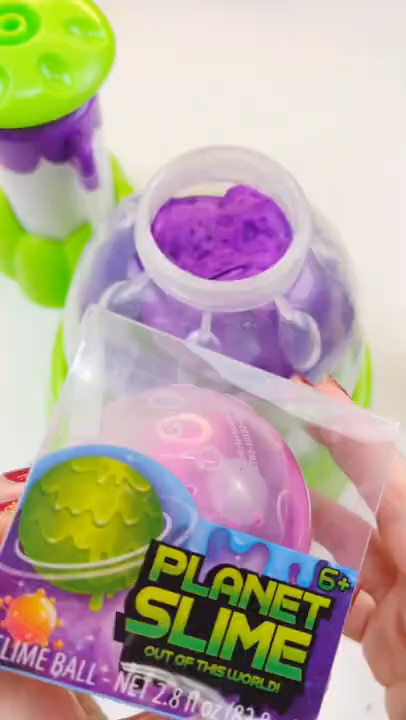 PLANET
SLIME
6+
OUT OF THIS WORLD!
LIME BALL - NET 2.8 fl oz